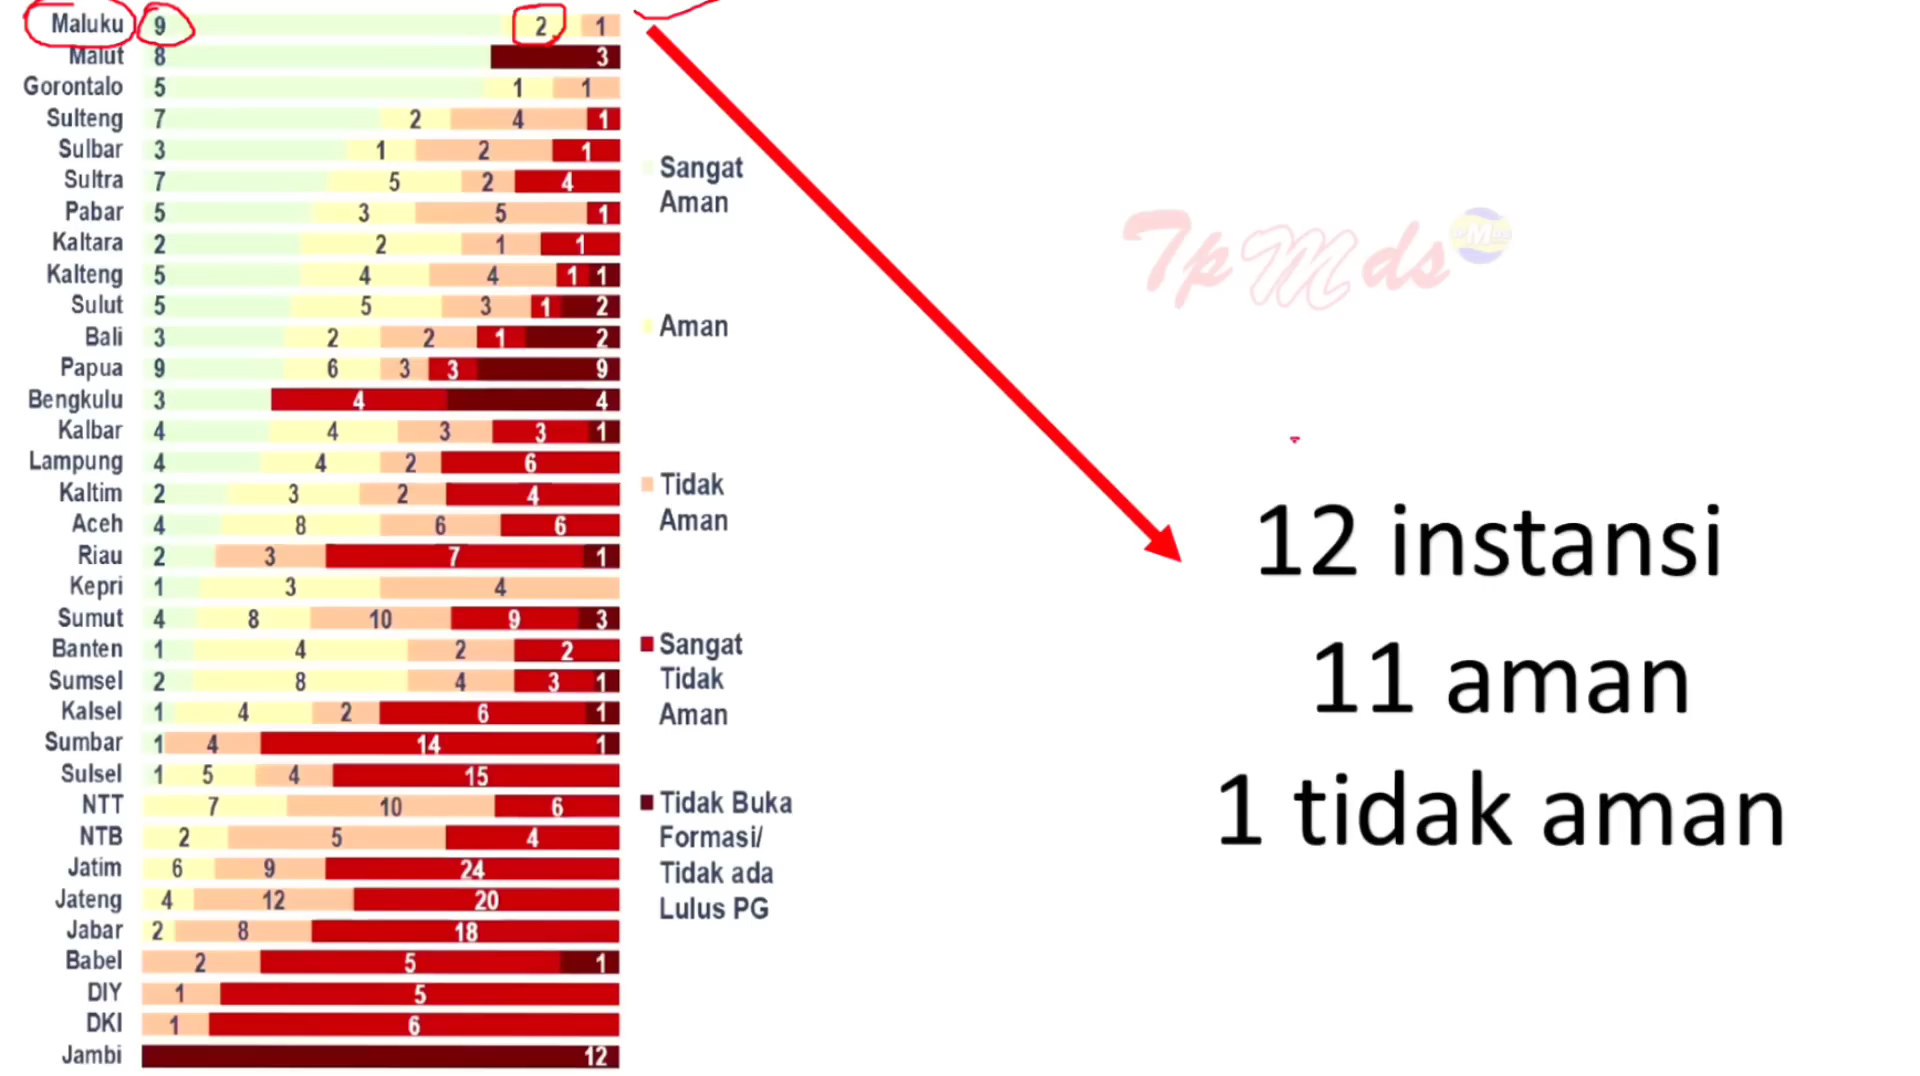 Maluku 9 2 1
Malut 8 3
Gorontalo 5 1 1
Sulteng 7 2 4 1
Sulbar 3 1 2 1
Sultra 7 5 2 4
Pabar 5 3 5 1
Kaltara 2 2 1 1
Kalteng 5 4 4 1 1
Sulut 5 5 3 1 2
Bali 3 2 2 1 2
Papua 9 6 3 3 9
Bengkulu 3 4 4
Kalbar 4 4 3 3 1
Lampung 4 4 2 6
Kaltim 2 3 2 4
Aceh 4 8 6 6
Riau 2 3 7 1
Kepri 1 3 4
Sumut 4 8 10 9 3
Banten 1 4 2 2
Sumsel 2 8 4 3 1
Kalsel 1 4 2 6 1
Sumbar 1 4 14 1
Sulsel 1 5 4 15
NTT 7 10 6
NTB 2 5 4
Jatim 6 9 24
Jateng 4 12 20
Jabar 2 8 18
Babel 2 5 1
DIY 1 5
DKI 1 6
Jambi 12
Sangat
Aman
Aman
Tidak
Aman
Sangat
Tidak
Aman
Tidak Buka
Formasi/
Tidak ada
Lulus PG
TpMds
12 instansi
11 aman
1 tidak aman